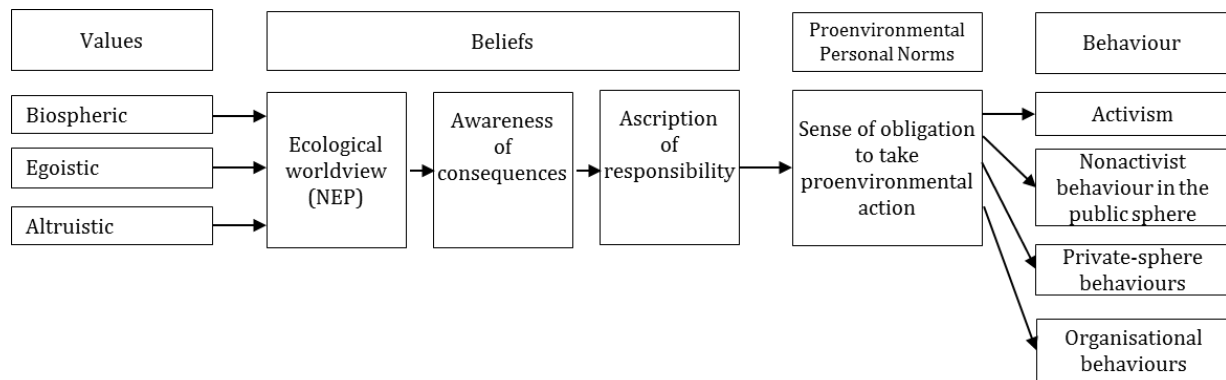 Values
Beliefs
Proenvironmental
Personal Norms
Behaviour
Biospheric
Egoistic
Altruistic
Ecological
worldview
(NEP)
Awareness
of
consequences
Ascription
of
responsibility
Sense of obligation
to take
proenvironmental
action
Activism
Nonactivist
behaviour in the
public sphere
Private-sphere
behaviours
Organisational
behaviours